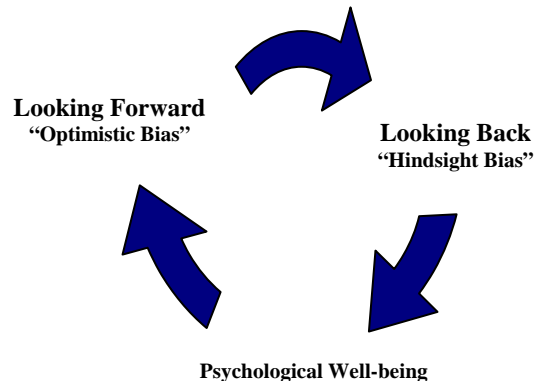 Looking Forward
“Optimistic Bias”
Looking Back
“Hindsight Bias”
Psychological Well-being